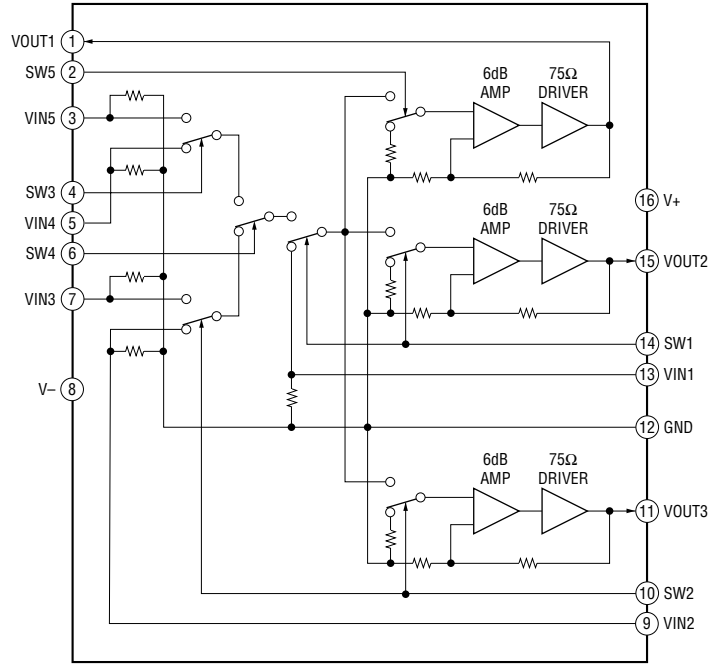 VOUT1 1
SW5 2
VIN5 3
SW3 4
VIN4 5
SW4 6
VIN3 7
V– 8
6dB AMP
75Ω DRIVER
16 V+
6dB AMP
75Ω DRIVER
15 VOUT2
14 SW1
13 VIN1
12 GND
6dB AMP
75Ω DRIVER
11 VOUT3
10 SW2
9 VIN2